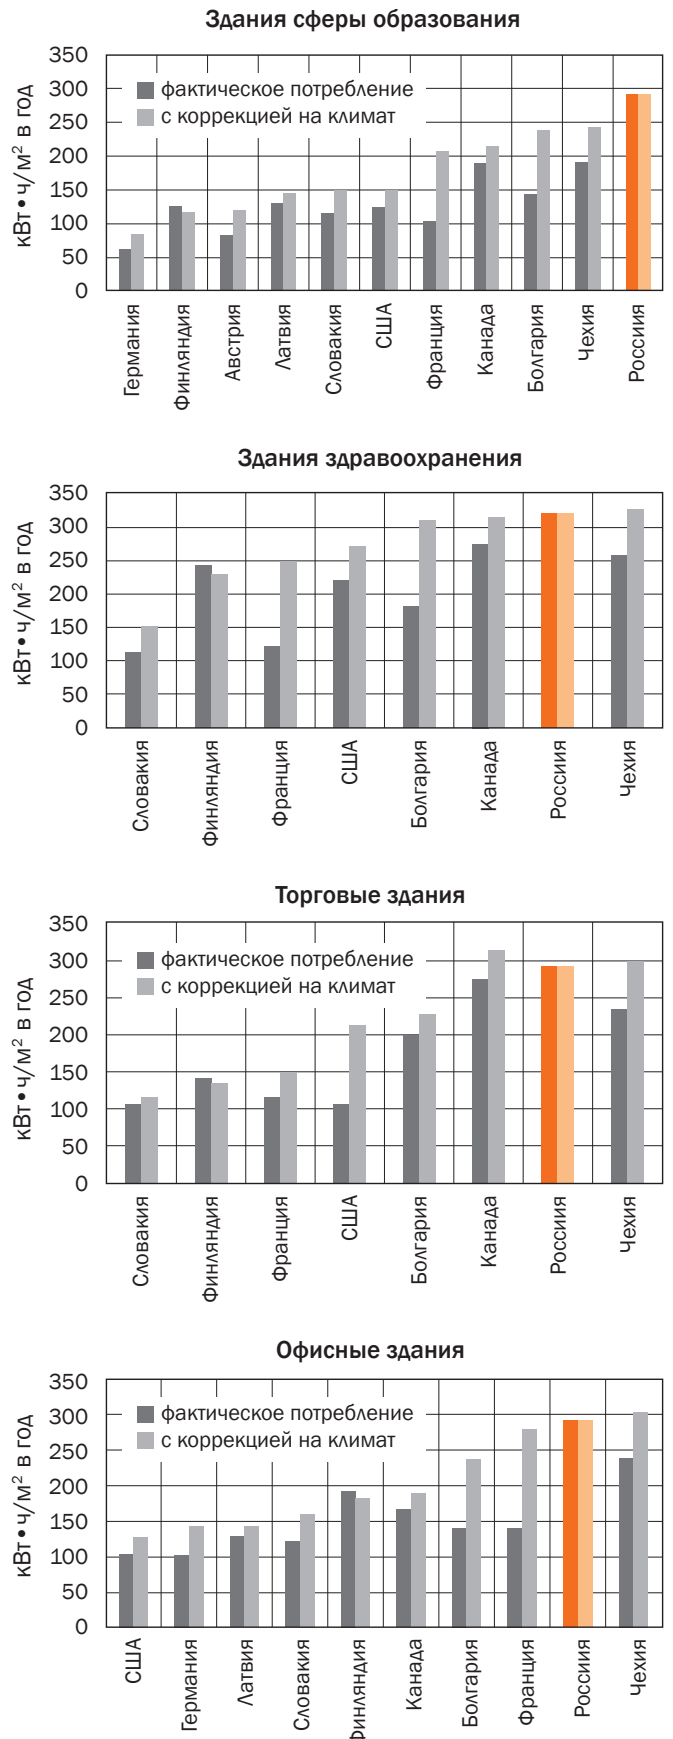 Здания сферы образования
кВт•ч/м² в год
350
300
250
200
150
100
50
0
фактическое потребление
с коррекцией на климат
Германия
Финляндия
Австрия
Латвия
Словакия
США
Франция
Канада
Болгария
Чехия
Россиия
Здания здравоохранения
кВт•ч/м² в год
350
300
250
200
150
100
50
0
Словакия
Финляндия
Франция
США
Болгария
Канада
Россиия
Чехия
Торговые здания
кВт•ч/м² в год
350
300
250
200
150
100
50
0
фактическое потребление
с коррекцией на климат
Словакия
Финляндия
Франция
США
Болгария
Канада
Россиия
Чехия
Офисные здания
кВт•ч/м² в год
350
300
250
200
150
100
50
0
фактическое потребление
с коррекцией на климат
США
Германия
Латвия
Словакия
Финляндия
Канада
Болгария
Франция
Россиия
Чехия